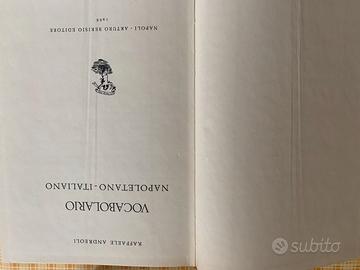 RAFFAELE ANDREOLI
VOCABOLARIO
NAPOLETANO-ITALIANO
NAPOLI - ARTURO BERISIO EDITORE
1966
subito